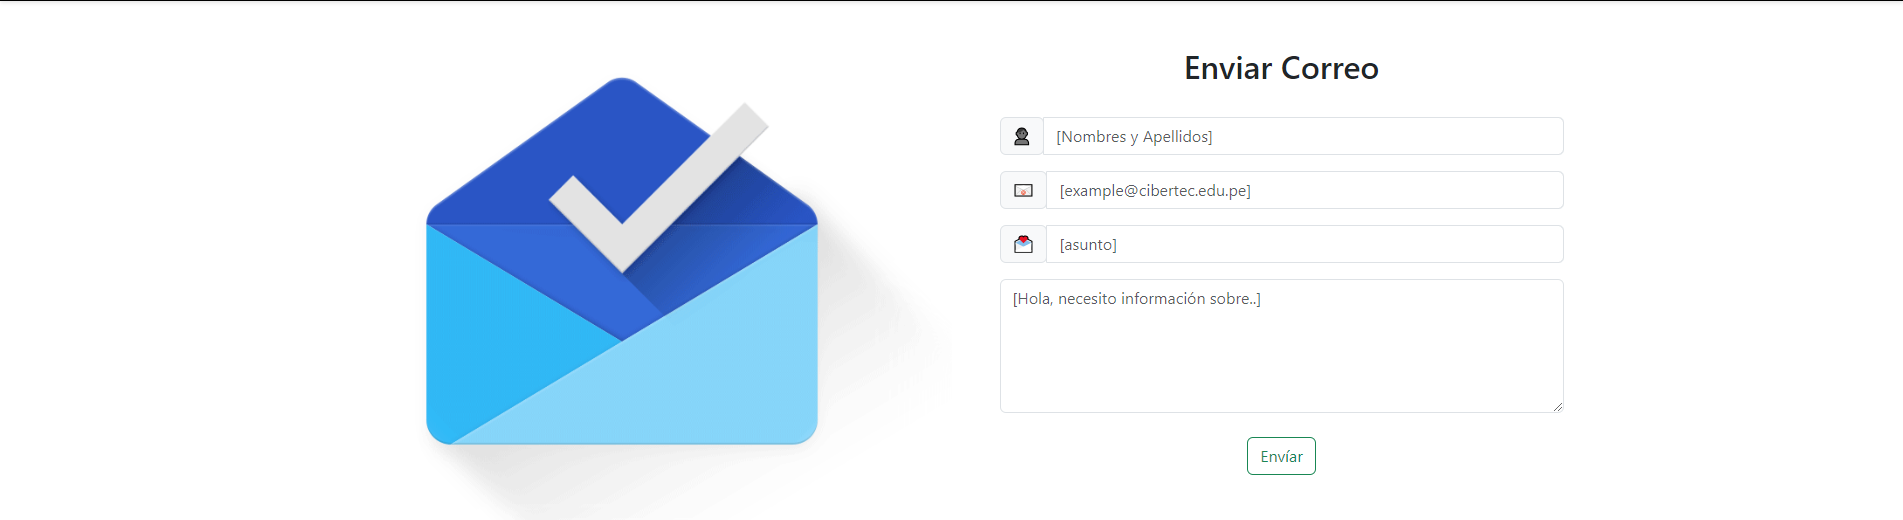 Enviar Correo
[Nombres y Apellidos]
[example@cibertec.edu.pe]
[asunto]
[Hola, necesito información sobre..]
Envíar